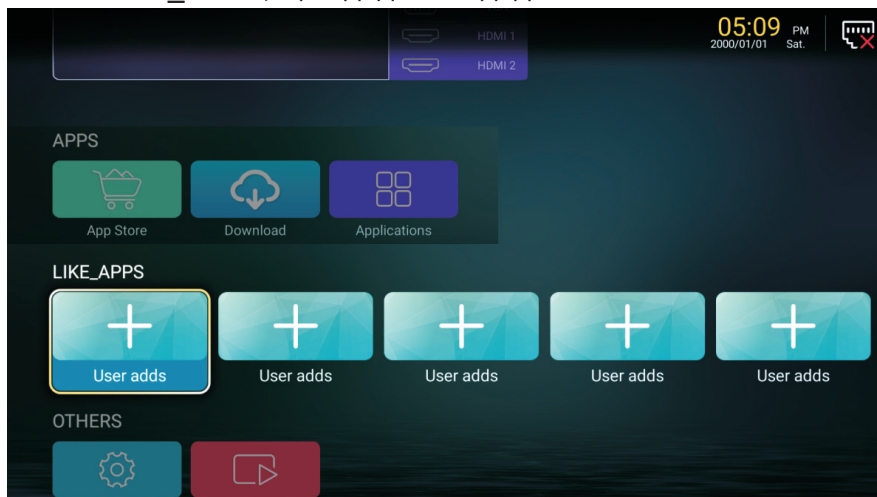 HDMI 1
HDMI 2
05:09 PM
2000/01/01 Sat.
APPS
App Store Download Applications
LIKE_APPS
User adds User adds User adds User adds User adds
OTHERS